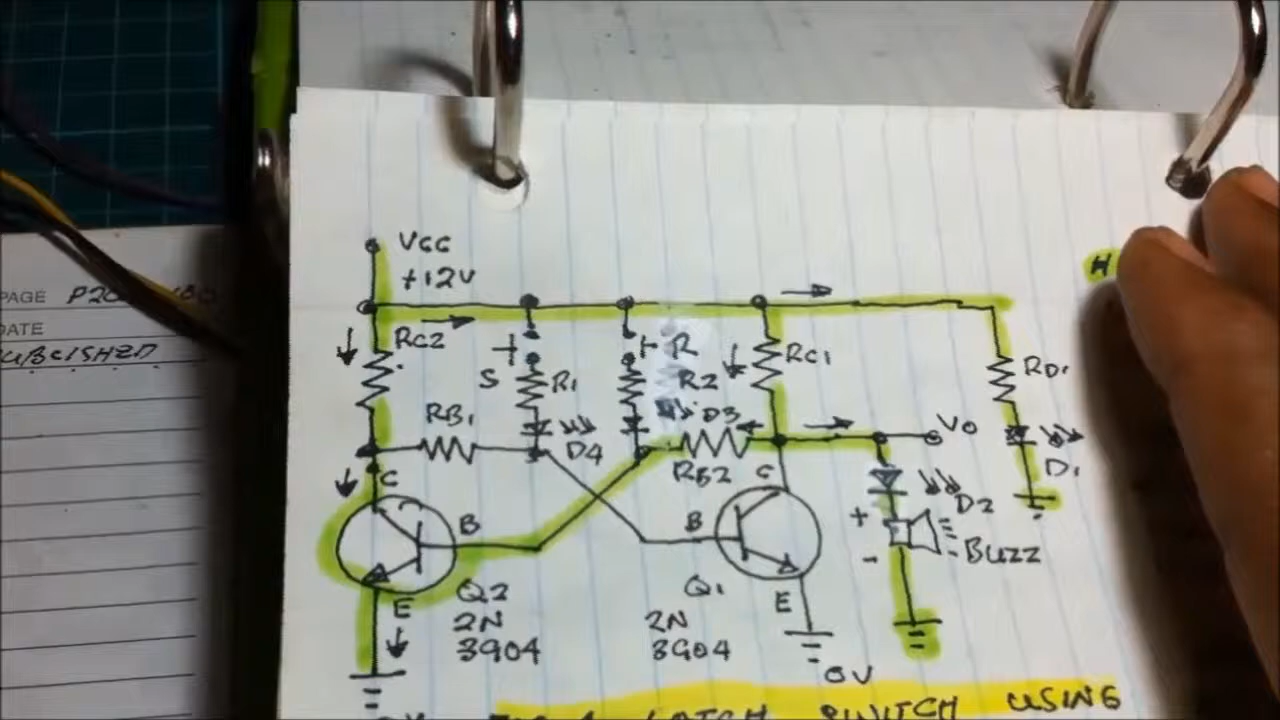 VCC
+12V
H
PAGE
DATE
RC2
S
R1
R
R2
RC1
RD1
RB1
D4
D3
RB2
VO
D1
C
B
E
Q2
2N
3904
C
B
E
Q1
2N
3904
D2
+
-
BUZZ
0V
LATCH SWITCH USING